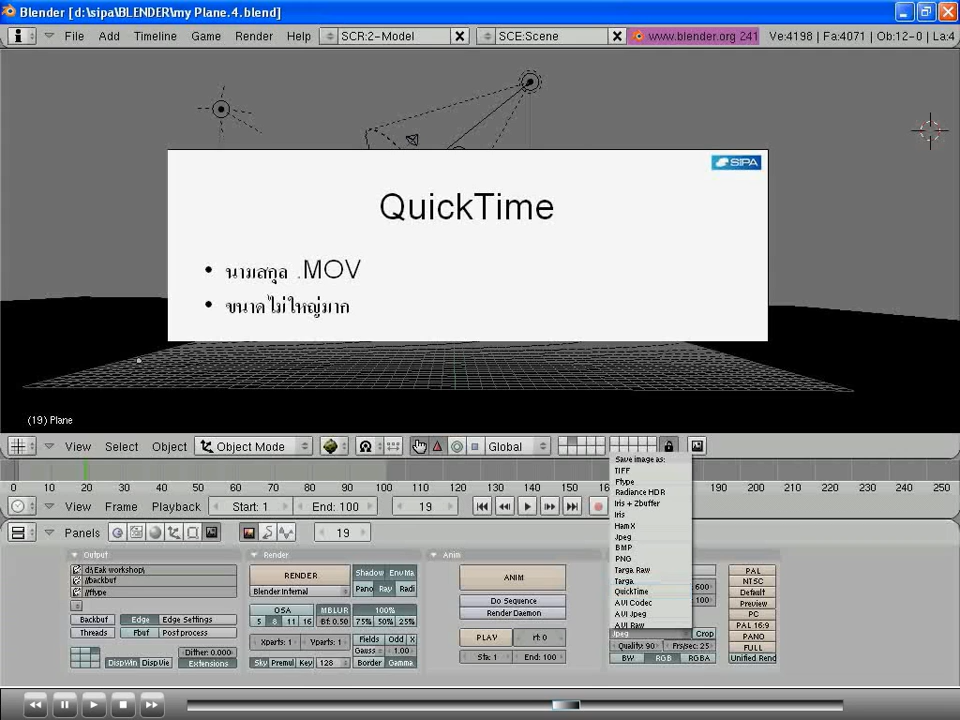 Blender [d:\sipa\BLENDER\my Plane.4.blend]
File Add Timeline Game Render Help SCR:2-Model SCE:Scene www.blender.org 241 Ve:4198 | Fa:4071 | Ob:12-0 | La:4
SIPA
QuickTime
• นามสกุล .MOV
• ขนาดไม่ใหญ่มาก
(19) Plane
View Select Object Object Mode Global
Save image as:
TIFF
Ftype
Radiance HDR
Iris + Zbuffer
Iris
HamX
Jpeg
BMP
PNG
Targa Raw
Targa
QuickTime
AVI Codec
AVI Jpeg
AVI Raw
0 10 20 30 40 50 60 70 80 90 100 110 120 130 140 150 190 200 210 220 230 240 250
View Frame Playback Start: 1 End: 100 19
Panels 19
Output
d:\Eak workshop\
//backbuf
//ftype
Backbuf Edge Edge Settings
Threads Fbuf Post process
Dither: 0.000
DispWin DispVie Extensions
Render
RENDER
Blender Internal
Shadow EnvMa
Pano Ray Radi
OSA MBLUR 100%
5 8 11 16 Bf: 0.50 75% 50% 25%
Xparts: 1 Yparts: 1 Fields Odd X
Gauss 1.00
Sky Premul Key 128 Border Gamma
Anim
ANIM
Do Sequence
Render Daemon
PLAY rt: 0
Sta: 1 End: 100
600
100
Jpeg Crop
Quality: 90 Frs/sec: 25
BW RGB RGBA
PAL
NTSC
Default
Preview
PC
PAL 16:9
PANO
FULL
Unified Rend